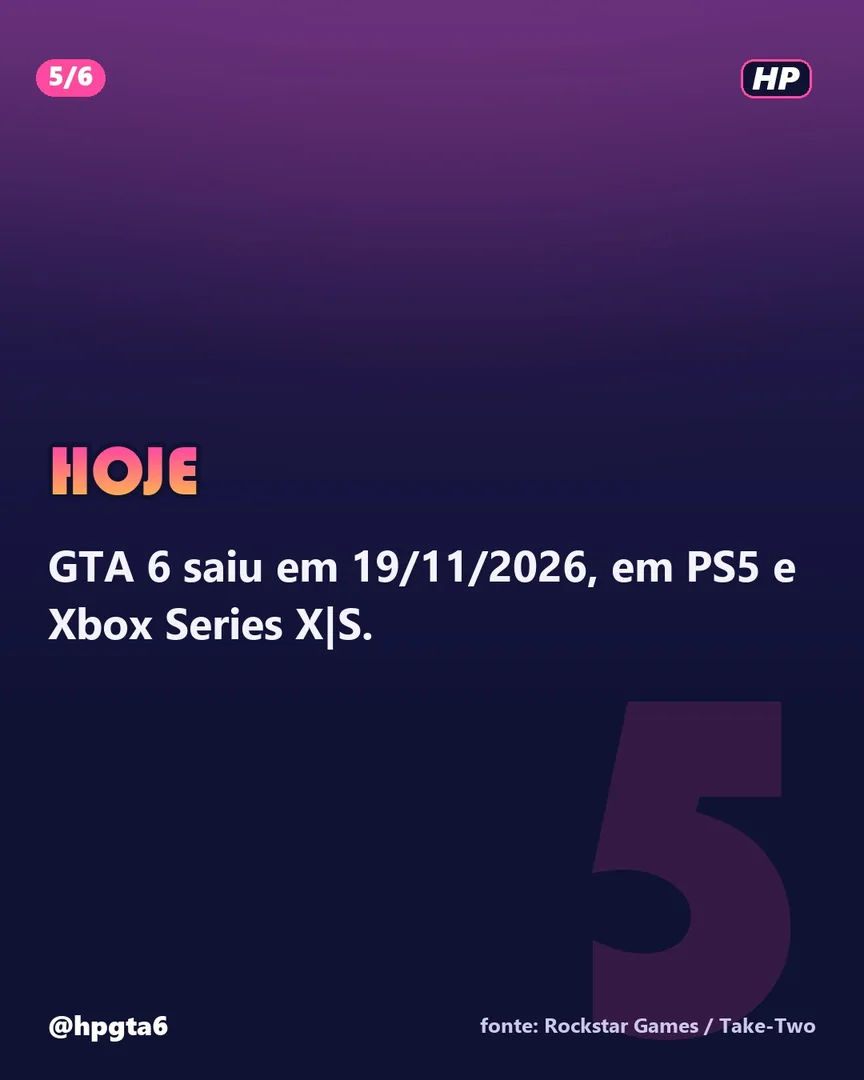 5/6
HP
HOJE
GTA 6 saiu em 19/11/2026, em PS5 e
Xbox Series X|S.
5
@hpgta6
fonte: Rockstar Games / Take-Two